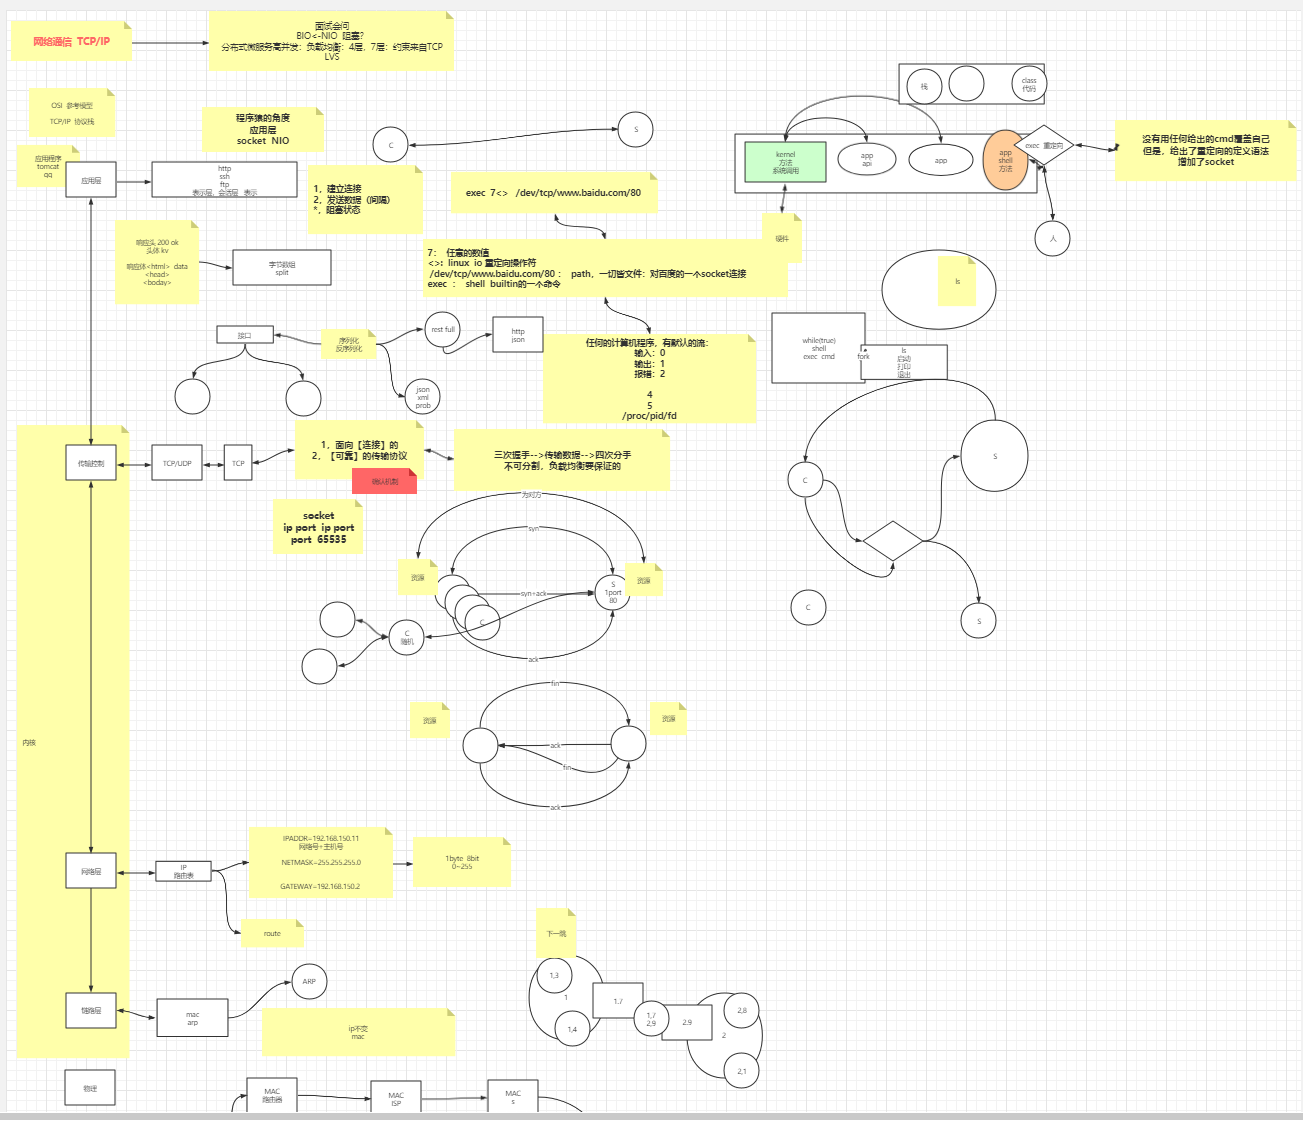 网络通信 TCP/IP
面试会问
BIO<-NIO 阻塞?
分布式微服务高并发: 负载均衡: 4层, 7层: 约束来自TCP
LVS
OSI 参考模型
TCP/IP 协议栈
程序猿的角度
应用层
socket NIO
C
S
栈
class
代码
kernel
方法
系统调用
app
api
app
app
shell
方法
exec 重定向
没有用任何给出的cmd覆盖自己
但是, 给出了重定向的定义语法
增加了socket
应用程序
tomcat
qq
应用层
http
ssh
ftp
表示层, 会话层 表示
1, 建立连接
2, 发送数据 (间隔)
*, 阻塞状态
exec 7<> /dev/tcp/www.baidu.com/80
硬件
人
响应头 200 ok
头体 kv
响应体<html> data
<head>
<boday>
字节数组
split
7: 任意的数值
<>: linux io 重定向操作符
/dev/tcp/www.baidu.com/80 : path, 一切皆文件: 对百度的一个socket连接
exec : shell builtin的一个命令
ls
接口
序列化
反序列化
rest full
http
json
json
xml
prob
任何的计算机程序, 有默认的流:
输入: 0
输出: 1
报错: 2
4
5
/proc/pid/fd
while(true)
shell
exec cmd
fork
ls
启动
打印
退出
传输控制
TCP/UDP
TCP
1, 面向【连接】的
2, 【可靠】的传输协议
确认机制
三次握手-->传输数据-->四次分手
不可分割, 负载均衡要保证的
C
S
socket
ip port ip port
port 65535
为对方
syn
资源
资源
syn+ack
S
1port
80
C
C
随机
ack
C
S
fin
资源
资源
ack
fin
ack
内核
网络层
IP
路由表
IPADDR=192.168.150.11
网络号+主机号
NETMASK=255.255.255.0
GATEWAY=192.168.150.2
1byte 8bit
0~255
route
下一跳
链路层
mac
arp
ARP
ip不变
mac
1,3
1
1,4
1.7
1,7
2,9
2.9
2,8
2
2,1
物理
MAC
路由器
MAC
ISP
MAC
s